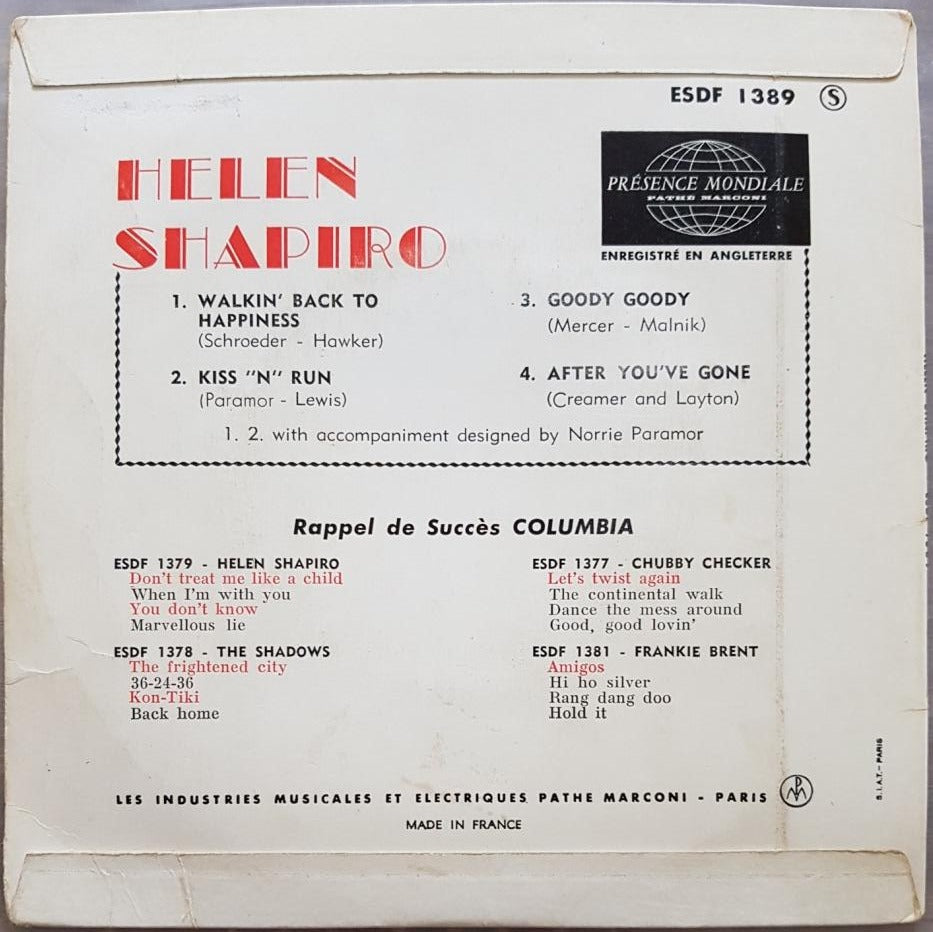 ESDF 1389 Ⓢ
HELEN
SHAPIRO
PRÉSENCE MONDIALE
PATHE MARCONI
ENREGISTRÉ EN ANGLETERRE
1. WALKIN' BACK TO
HAPPINESS
(Schroeder - Hawker)
2. KISS "N" RUN
(Paramor - Lewis)
3. GOODY GOODY
(Mercer - Malnik)
4. AFTER YOU'VE GONE
(Creamer and Layton)
1. 2. with accompaniment designed by Norrie Paramor
Rappel de Succès COLUMBIA
ESDF 1379 - HELEN SHAPIRO
Don't treat me like a child
When I'm with you
You don't know
Marvellous lie
ESDF 1378 - THE SHADOWS
The frightened city
36-24-36
Kon-Tiki
Back home
ESDF 1377 - CHUBBY CHECKER
Let's twist again
The continental walk
Dance the mess around
Good, good lovin'
ESDF 1381 - FRANKIE BRENT
Amigos
Hi ho silver
Rang dang doo
Hold it
LES INDUSTRIES MUSICALES ET ELECTRIQUES PATHE MARCONI - PARIS
MADE IN FRANCE
S.I.A.T. - PARIS